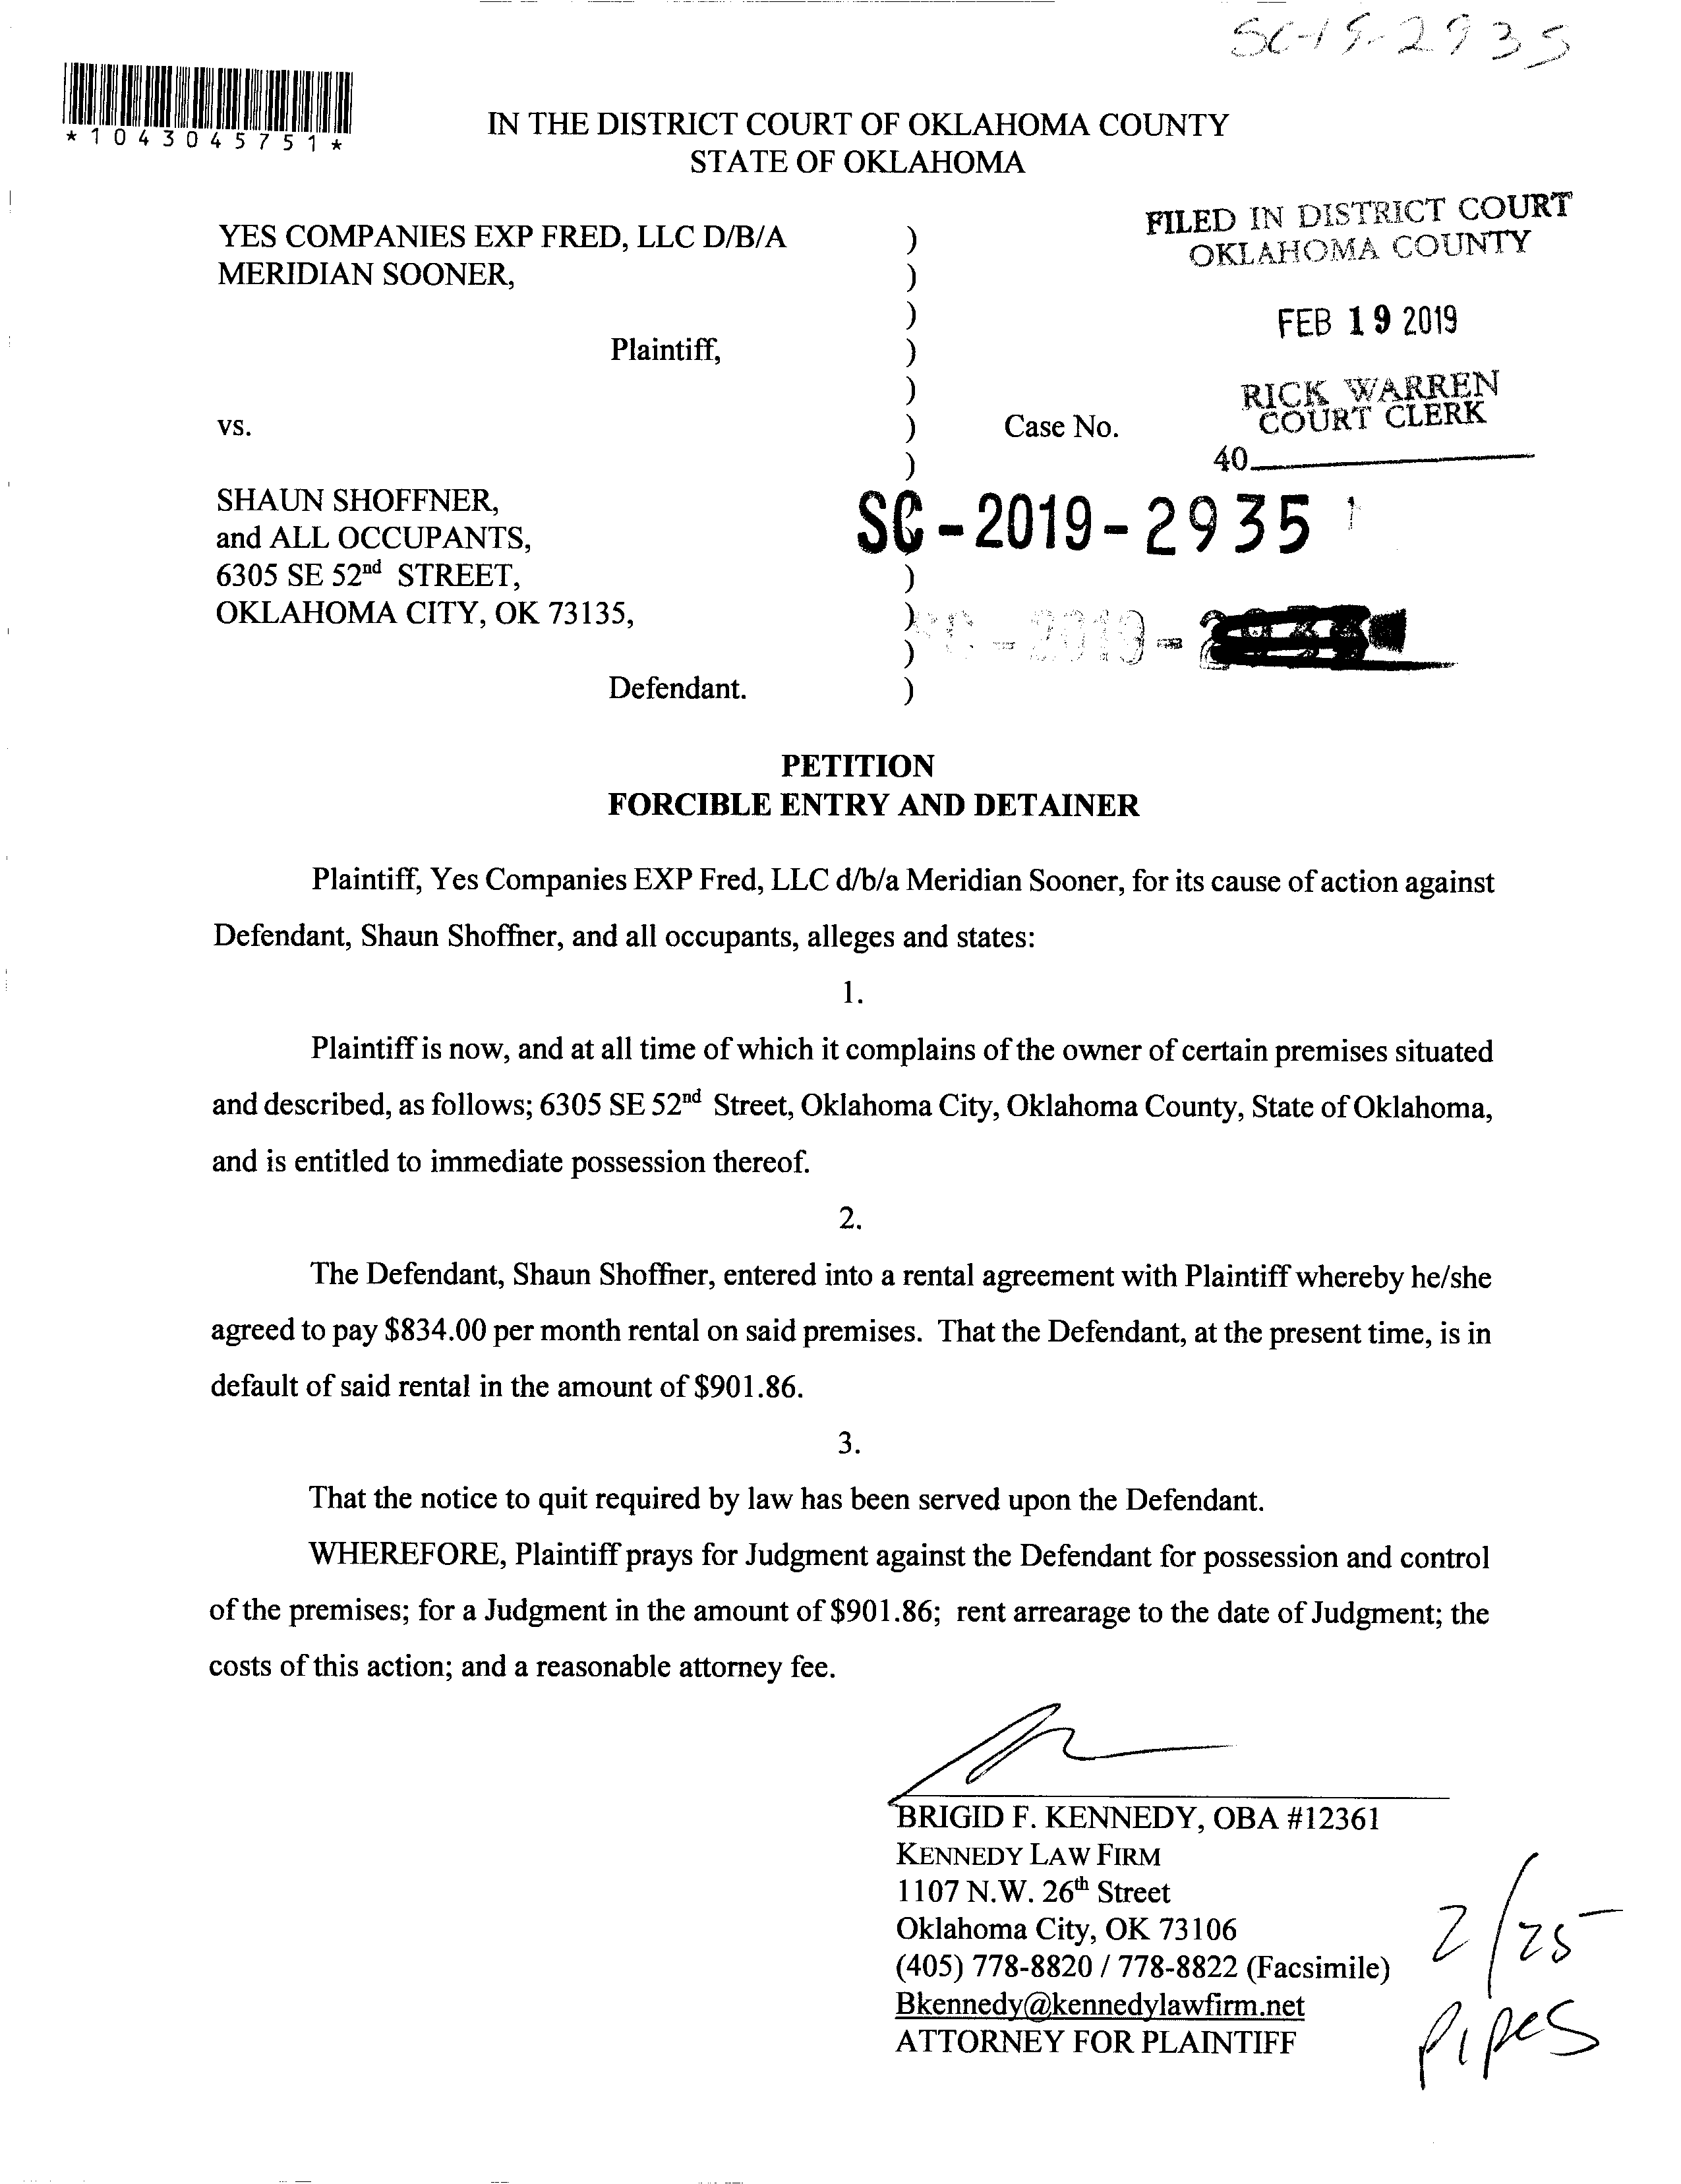 SC-19-2935
*1043045751*
IN THE DISTRICT COURT OF OKLAHOMA COUNTY
STATE OF OKLAHOMA
FILED IN DISTRICT COURT
OKLAHOMA COUNTY
FEB 19 2019
RICK WARREN
COURT CLERK
40
YES COMPANIES EXP FRED, LLC D/B/A )
MERIDIAN SOONER, )
)
Plaintiff, )
)
vs. ) Case No.
)
SHAUN SHOFFNER,
and ALL OCCUPANTS, SC-2019-2935
6305 SE 52nd STREET, )
OKLAHOMA CITY, OK 73135, ) SC-2019-
)
Defendant. )
PETITION
FORCIBLE ENTRY AND DETAINER
Plaintiff, Yes Companies EXP Fred, LLC d/b/a Meridian Sooner, for its cause of action against
Defendant, Shaun Shoffner, and all occupants, alleges and states:
1.
Plaintiff is now, and at all time of which it complains of the owner of certain premises situated
and described, as follows; 6305 SE 52nd Street, Oklahoma City, Oklahoma County, State of Oklahoma,
and is entitled to immediate possession thereof.
2.
The Defendant, Shaun Shoffner, entered into a rental agreement with Plaintiff whereby he/she
agreed to pay $834.00 per month rental on said premises. That the Defendant, at the present time, is in
default of said rental in the amount of $901.86.
3.
That the notice to quit required by law has been served upon the Defendant.
WHEREFORE, Plaintiff prays for Judgment against the Defendant for possession and control
of the premises; for a Judgment in the amount of $901.86; rent arrearage to the date of Judgment; the
costs of this action; and a reasonable attorney fee.
BRIGID F. KENNEDY, OBA #12361
KENNEDY LAW FIRM
1107 N.W. 26th Street
Oklahoma City, OK 73106
(405) 778-8820 / 778-8822 (Facsimile)
Bkennedy@kennedylawfirm.net
ATTORNEY FOR PLAINTIFF
2/25
Pipes